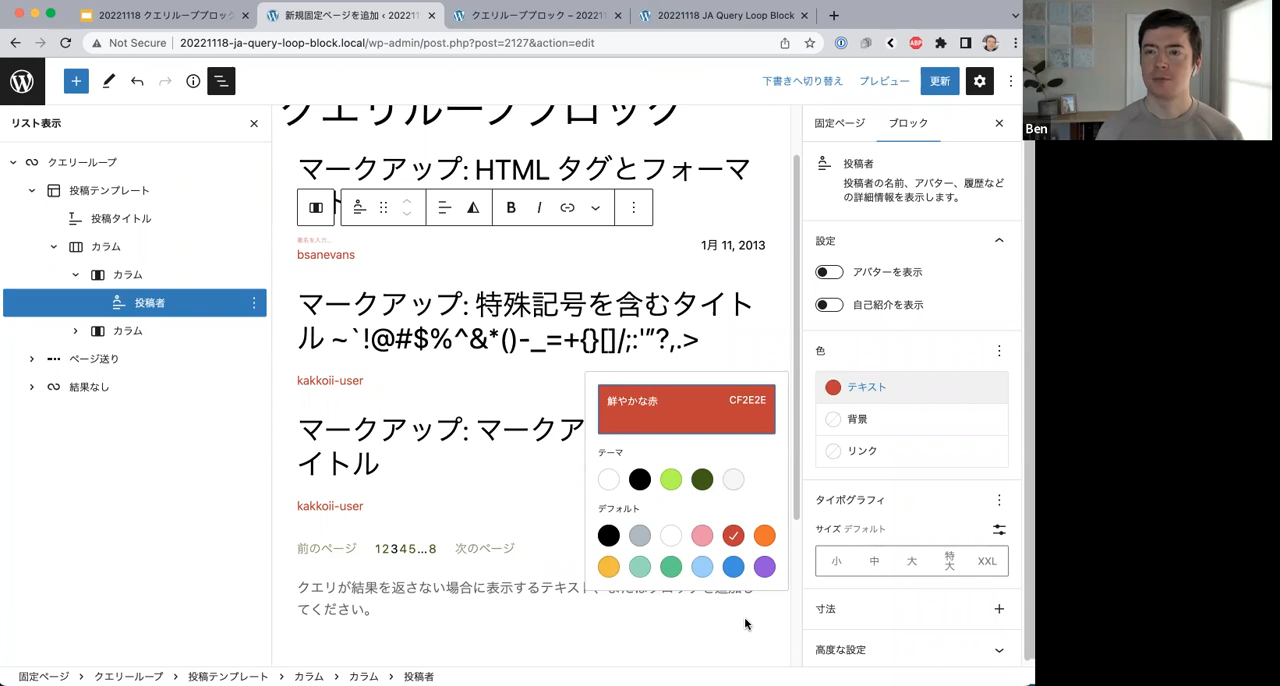 20221118 クエリループブロッ
新規固定ページを追加 ‹ 202211
クエリーループブロック – 202211
20221118 JA Query Loop Block
Not Secure
20221118-ja-query-loop-block.local/wp-admin/post.php?post=2127&action=edit
ABP
Ben
下書きへ切り替え
プレビュー
更新
リスト表示
クエリーループ
投稿テンプレート
投稿タイトル
カラム
カラム
投稿者
カラム
ページ送り
結果なし
クエリループブロック
マークアップ: HTML タグとフォーマ
B
I
署名を入力...
bsanevans
1月 11, 2013
マークアップ: 特殊記号を含むタイト
ル ~`!@#$%^&*()-_=+{}[]/;:'"?,.>
kakkoii-user
マークアップ: マークア
イトル
kakkoii-user
前のページ
12345…8
次のページ
クエリが結果を返さない場合に表示するテキスト
てください。
鮮やかな赤
CF2E2E
テーマ
デフォルト
固定ページ
ブロック
投稿者
投稿者の名前、アバター、履歴など
の詳細情報を表示します。
設定
アバターを表示
自己紹介を表示
色
テキスト
背景
リンク
タイポグラフィ
サイズ デフォルト
小
中
大
特大
XXL
寸法
高度な設定
固定ページ
クエリーループ
投稿テンプレート
カラム
カラム
投稿者